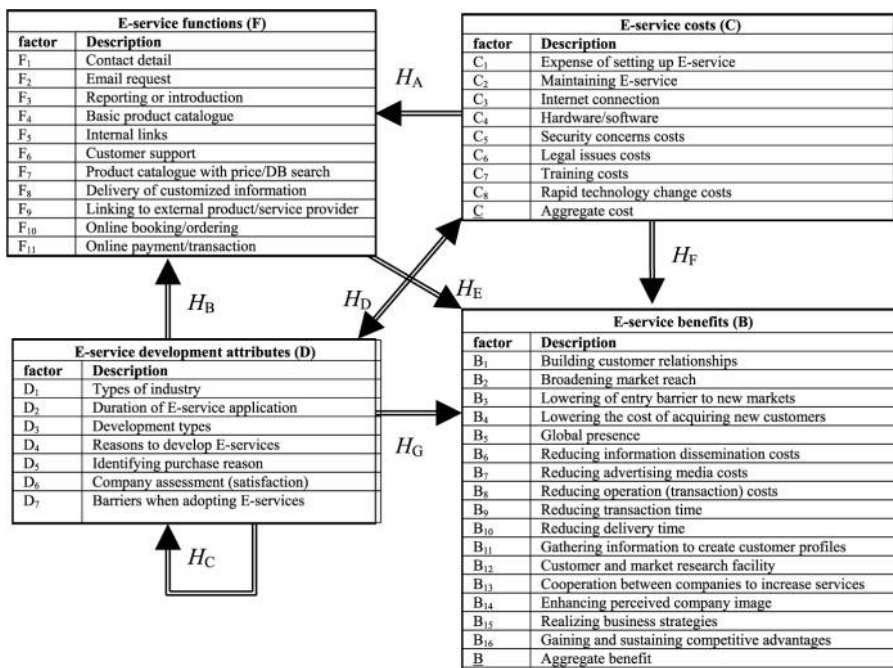 E-service functions (F)
factor Description
F₁ Contact detail
F₂ Email request
F₃ Reporting or introduction
F₄ Basic product catalogue
F₅ Internal links
F₆ Customer support
F₇ Product catalogue with price/DB search
F₈ Delivery of customized information
F₉ Linking to external product/service provider
F₁₀ Online booking/ordering
F₁₁ Online payment/transaction
H_A
E-service costs (C)
factor Description
C₁ Expense of setting up E-service
C₂ Maintaining E-service
C₃ Internet connection
C₄ Hardware/software
C₅ Security concerns costs
C₆ Legal issues costs
C₇ Training costs
C₈ Rapid technology change costs
C Aggregate cost
H_B
H_D
H_E
H_F
E-service development attributes (D)
factor Description
D₁ Types of industry
D₂ Duration of E-service application
D₃ Development types
D₄ Reasons to develop E-services
D₅ Identifying purchase reason
D₆ Company assessment (satisfaction)
D₇ Barriers when adopting E-services
H_C
H_G
E-service benefits (B)
factor Description
B₁ Building customer relationships
B₂ Broadening market reach
B₃ Lowering of entry barrier to new markets
B₄ Lowering the cost of acquiring new customers
B₅ Global presence
B₆ Reducing information dissemination costs
B₇ Reducing advertising media costs
B₈ Reducing operation (transaction) costs
B₉ Reducing transaction time
B₁₀ Reducing delivery time
B₁₁ Gathering information to create customer profiles
B₁₂ Customer and market research facility
B₁₃ Cooperation between companies to increase services
B₁₄ Enhancing perceived company image
B₁₅ Realizing business strategies
B₁₆ Gaining and sustaining competitive advantages
B Aggregate benefit